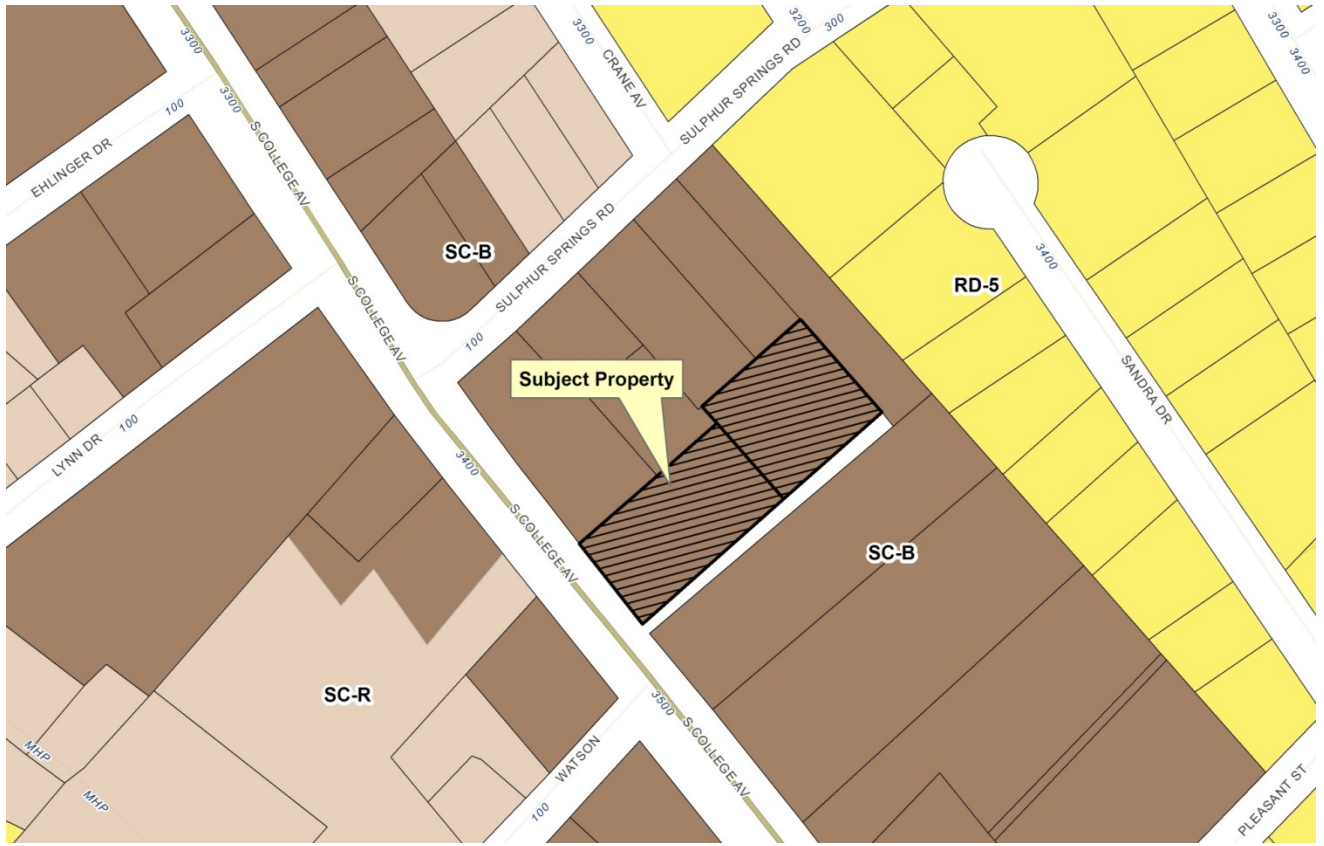 3300
3300
3200
300
3300
3400
CRANE AV
SULPHUR SPRINGS RD
3300
100
EHLINGER DR
S COLLEGE AV
SC-B
SULPHUR SPRINGS RD
100
S COLLEGE AV
RD-5
3400
SANDRA DR
Subject Property
LYNN DR
100
3400
S COLLEGE AV
SC-B
SC-R
3500
S COLLEGE AV
WATSON
100
MHP
MHP
PLEASANT ST